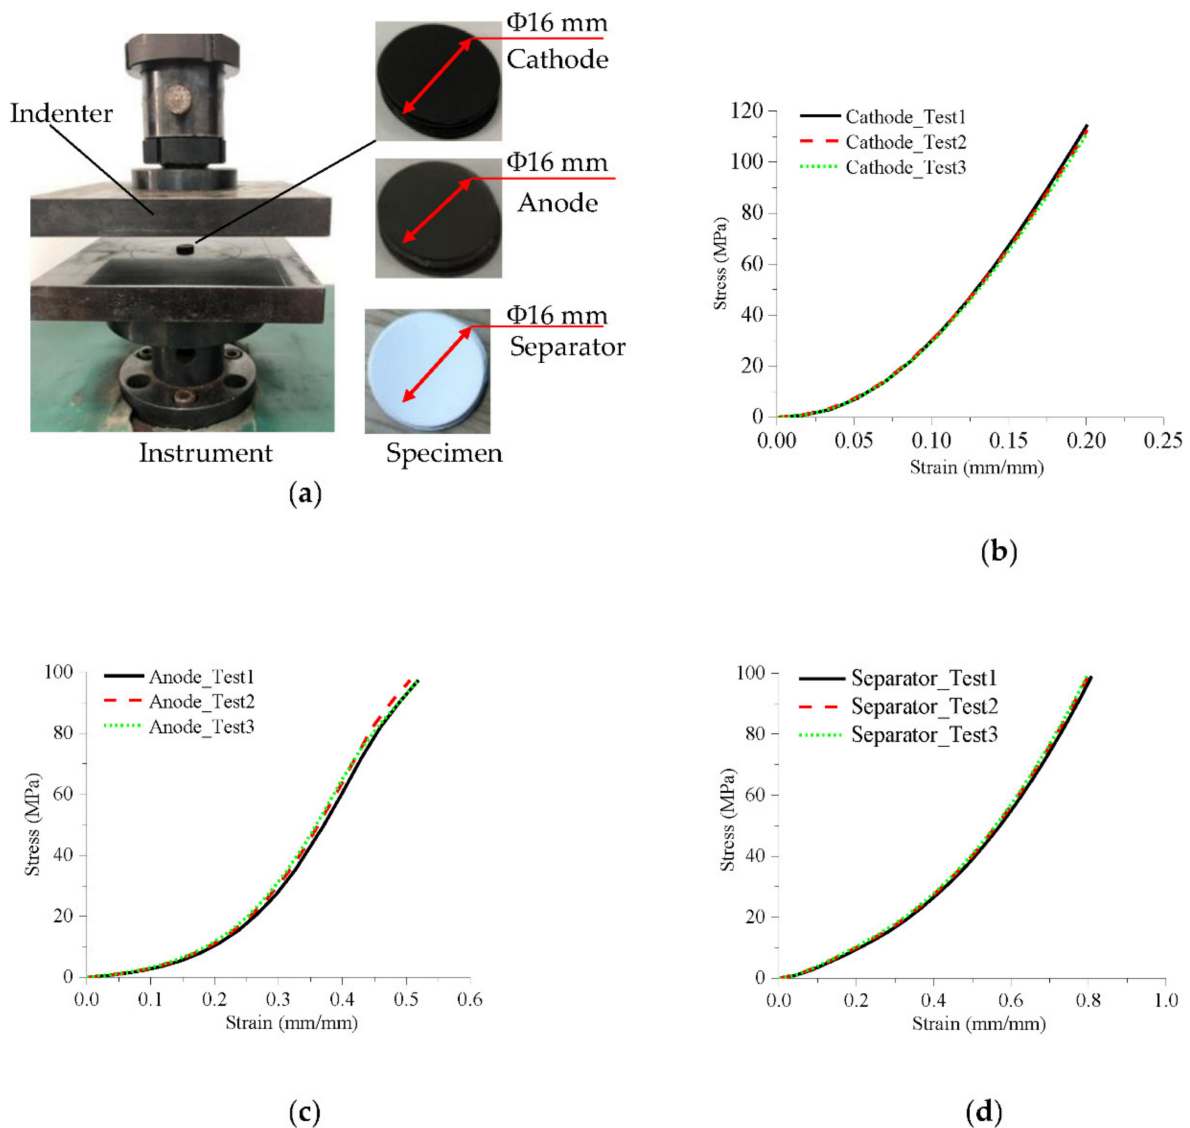 Indenter
Φ16 mm
Cathode
Φ16 mm
Anode
Φ16 mm
Separator
Instrument
Specimen
(a)
Cathode_Test1
Cathode_Test2
Cathode_Test3
120
100
80
60
40
20
0
Stress (MPa)
0.00 0.05 0.10 0.15 0.20 0.25
Strain (mm/mm)
(b)
Anode_Test1
Anode_Test2
Anode_Test3
100
80
60
40
20
0
Stress (MPa)
0.0 0.1 0.2 0.3 0.4 0.5 0.6
Strain (mm/mm)
(c)
Separator_Test1
Separator_Test2
Separator_Test3
100
80
60
40
20
0
Stress (MPa)
0.0 0.2 0.4 0.6 0.8 1.0
Strain (mm/mm)
(d)